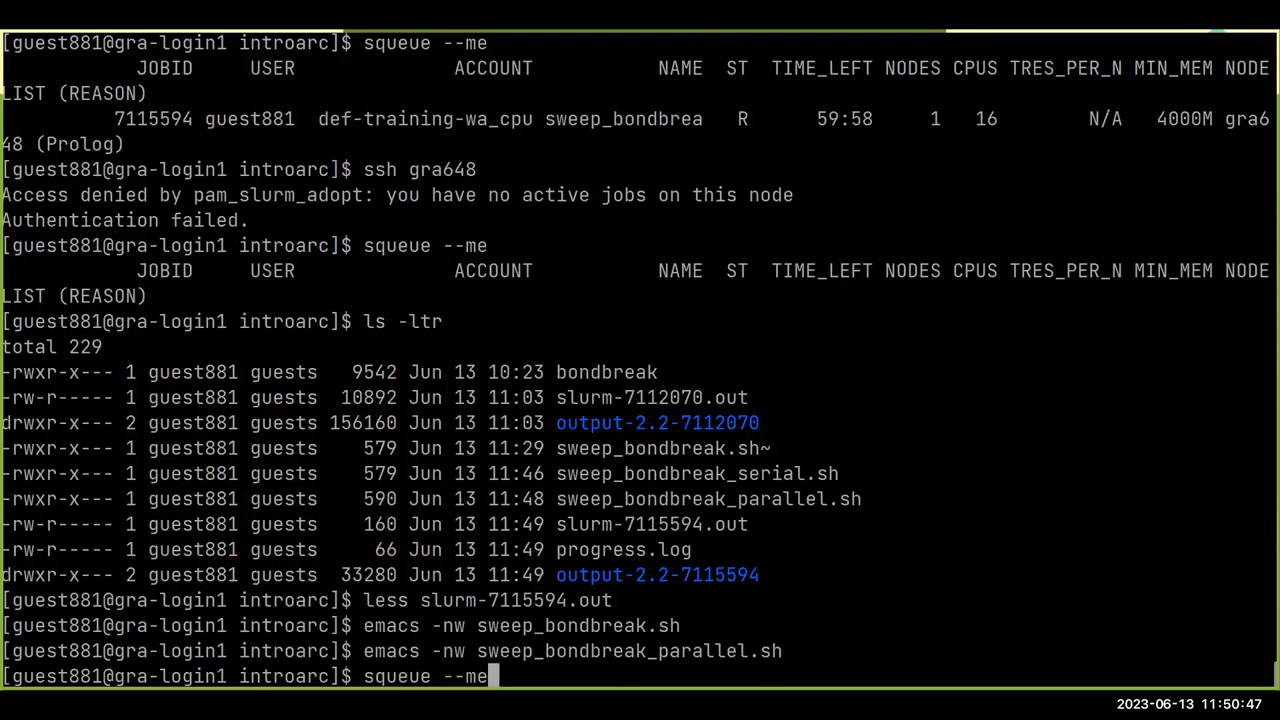 [guest881@gra-login1 introarc]$ squeue --me
JOBID USER ACCOUNT NAME ST TIME_LEFT NODES CPUS TRES_PER_N MIN_MEM NODE
LIST (REASON)
7115594 guest881 def-training-wa_cpu sweep_bondbrea R 59:58 1 16 N/A 4000M gra6
48 (Prolog)
[guest881@gra-login1 introarc]$ ssh gra648
Access denied by pam_slurm_adopt: you have no active jobs on this node
Authentication failed.
[guest881@gra-login1 introarc]$ squeue --me
JOBID USER ACCOUNT NAME ST TIME_LEFT NODES CPUS TRES_PER_N MIN_MEM NODE
LIST (REASON)
[guest881@gra-login1 introarc]$ ls -ltr
total 229
-rwxr-x--- 1 guest881 guests 9542 Jun 13 10:23 bondbreak
-rw-r----- 1 guest881 guests 10892 Jun 13 11:03 slurm-7112070.out
drwxr-x--- 2 guest881 guests 156160 Jun 13 11:03 output-2.2-7112070
-rwxr-x--- 1 guest881 guests 579 Jun 13 11:29 sweep_bondbreak.sh~
-rwxr-x--- 1 guest881 guests 579 Jun 13 11:46 sweep_bondbreak_serial.sh
-rwxr-x--- 1 guest881 guests 590 Jun 13 11:48 sweep_bondbreak_parallel.sh
-rw-r----- 1 guest881 guests 160 Jun 13 11:49 slurm-7115594.out
-rw-r----- 1 guest881 guests 66 Jun 13 11:49 progress.log
drwxr-x--- 2 guest881 guests 33280 Jun 13 11:49 output-2.2-7115594
[guest881@gra-login1 introarc]$ less slurm-7115594.out
[guest881@gra-login1 introarc]$ emacs -nw sweep_bondbreak.sh
[guest881@gra-login1 introarc]$ emacs -nw sweep_bondbreak_parallel.sh
[guest881@gra-login1 introarc]$ squeue --me
2023-06-13 11:50:47